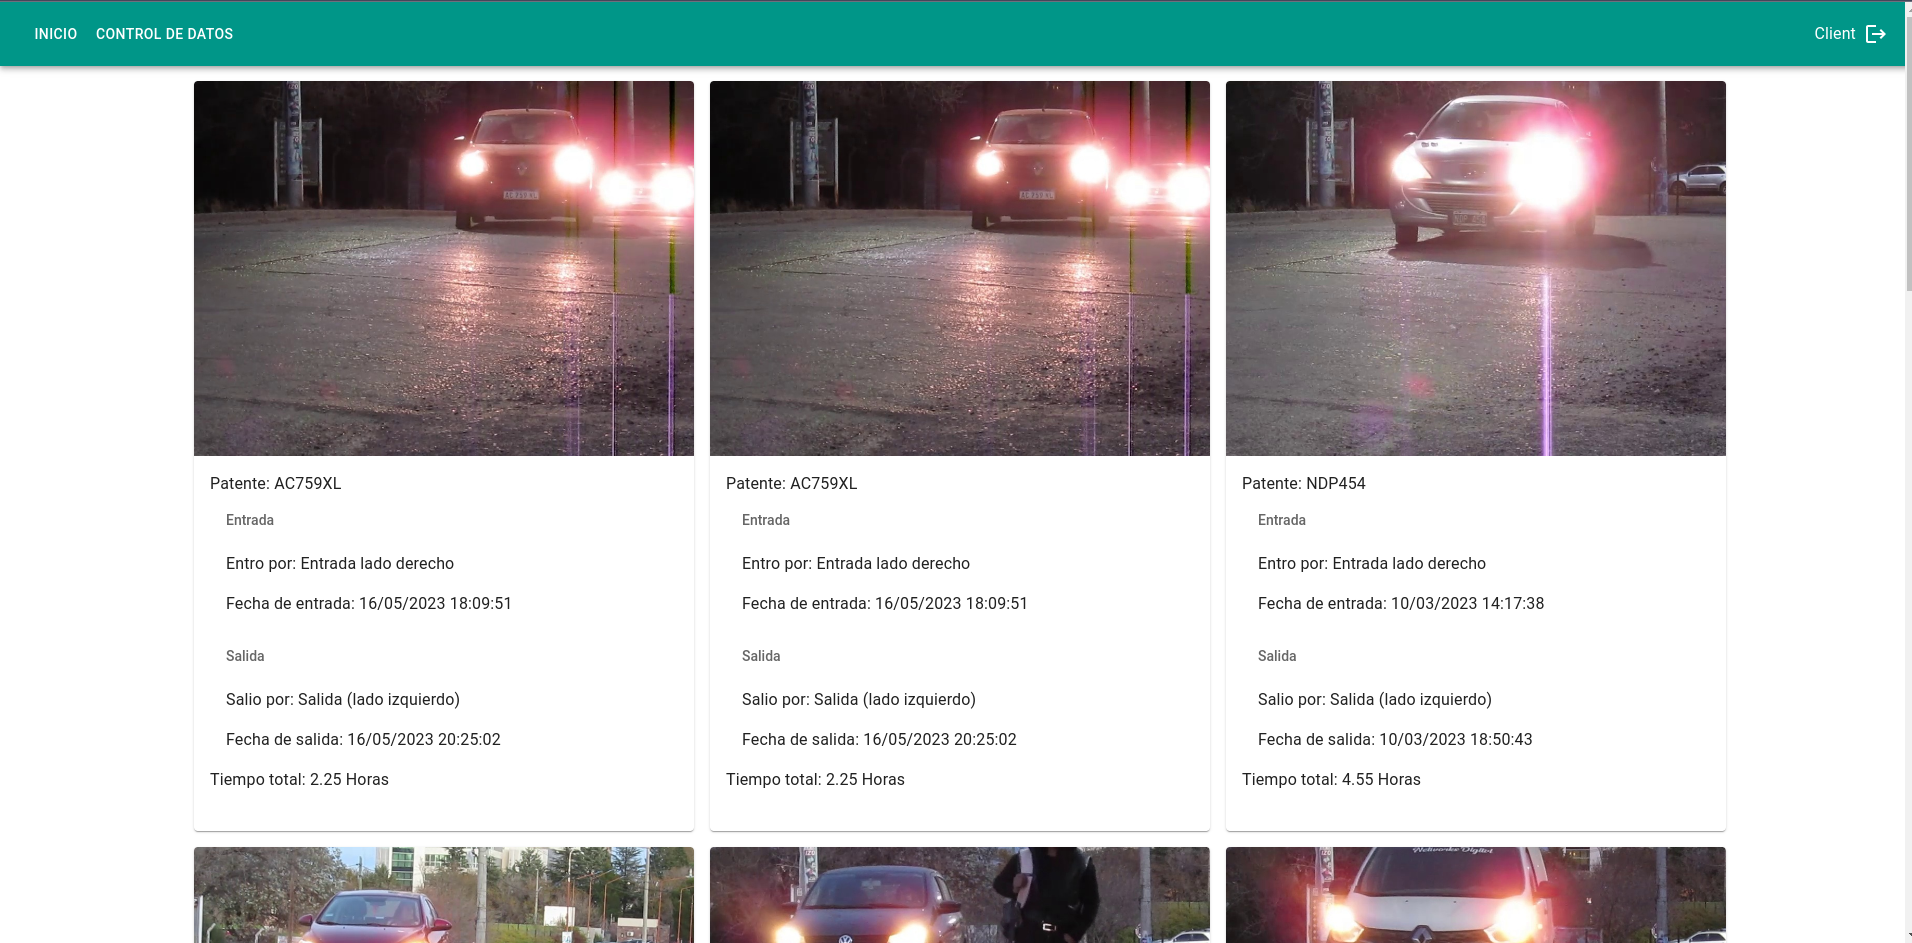 INICIO CONTROL DE DATOS Client
Patente: AC759XL
Entrada
Entro por: Entrada lado derecho
Fecha de entrada: 16/05/2023 18:09:51
Salida
Salio por: Salida (lado izquierdo)
Fecha de salida: 16/05/2023 20:25:02
Tiempo total: 2.25 Horas
Patente: AC759XL
Entrada
Entro por: Entrada lado derecho
Fecha de entrada: 16/05/2023 18:09:51
Salida
Salio por: Salida (lado izquierdo)
Fecha de salida: 16/05/2023 20:25:02
Tiempo total: 2.25 Horas
Patente: NDP454
Entrada
Entro por: Entrada lado derecho
Fecha de entrada: 10/03/2023 14:17:38
Salida
Salio por: Salida (lado izquierdo)
Fecha de salida: 10/03/2023 18:50:43
Tiempo total: 4.55 Horas